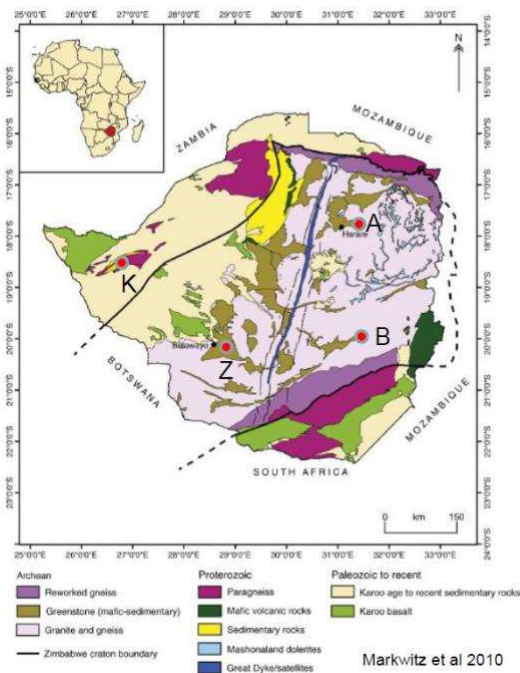 14°0'0"S
15°0'0"S
16°0'0"S
17°0'0"S
18°0'0"S
19°0'0"S
20°0'0"S
21°0'0"S
22°0'0"S
23°0'0"S
24°0'0"S
N
MOZAMBIQUE
ZAMBIA
A
Harare
K
B
Bulawayo
Z
BOTSWANA
MOZAMBIQUE
SOUTH AFRICA
0 km 150
25°0'0"E 26°0'0"E 27°0'0"E 28°0'0"E 29°0'0"E 30°0'0"E 31°0'0"E 32°0'0"E 33°0'0"E
Archean
Reworked gneiss
Greenstone (mafic-sedimentary)
Granite and gneiss
Zimbabwe craton boundary
Proterozoic
Paragneiss
Mafic volcanic rocks
Sedimentary rocks
Mashonaland dolerites
Great Dyke/satellites
Paleozoic to recent
Karoo age to recent sedimentary rocks
Karoo basalt
Markwitz et al 2010